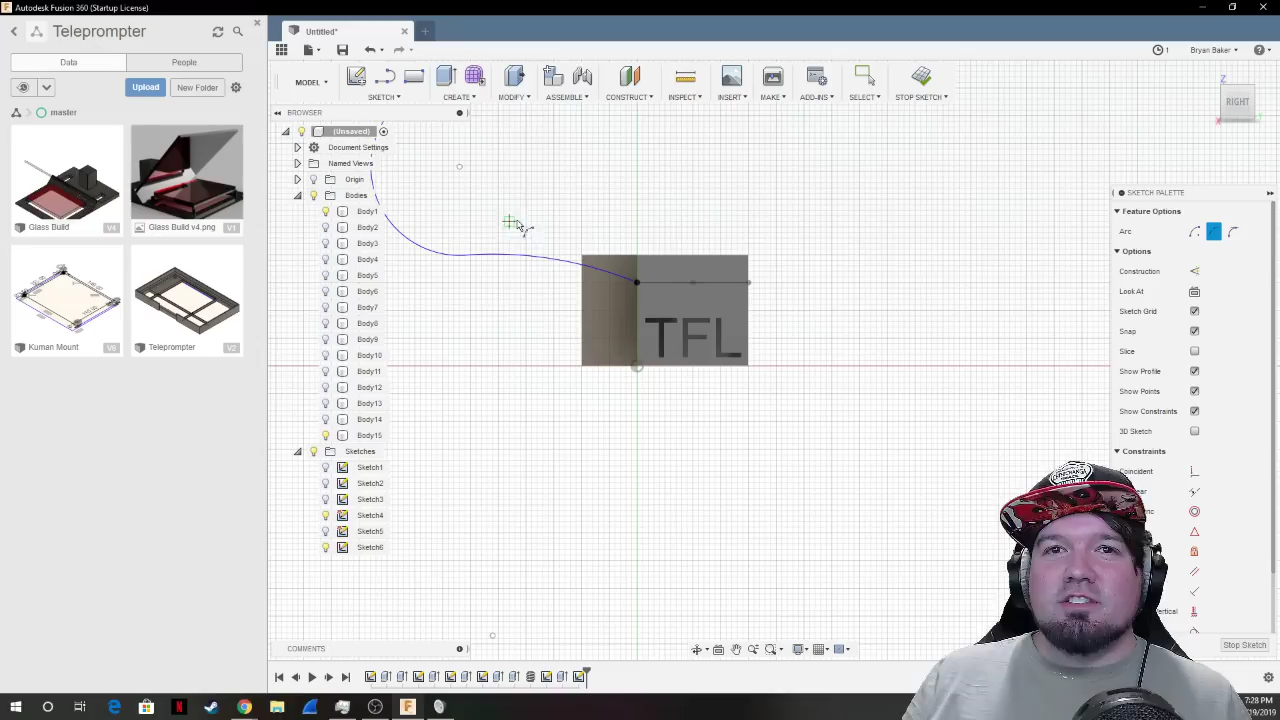 Autodesk Fusion 360 (Startup License)
Teleprompter
Data
People
Upload
New Folder
master
Glass Build V4
Glass Build v4.png V1
Kuman Mount V6
Teleprompter V2
Untitled*
1
Bryan Baker
MODEL
SKETCH
CREATE
MODIFY
ASSEMBLE
CONSTRUCT
INSPECT
INSERT
MAKE
ADD-INS
SELECT
STOP SKETCH
BROWSER
(Unsaved)
Document Settings
Named Views
Origin
Bodies
Body1
Body2
Body3
Body4
Body5
Body6
Body7
Body8
Body9
Body10
Body11
Body12
Body13
Body14
Body15
Sketches
Sketch1
Sketch2
Sketch3
Sketch4
Sketch5
Sketch6
COMMENTS
TFL
Z
RIGHT
SKETCH PALETTE
Feature Options
Arc
Options
Construction
Look At
Sketch Grid
Snap
Slice
Show Profile
Show Points
Show Constraints
3D Sketch
Constraints
Coincident
Stop Sketch
7:28 PM